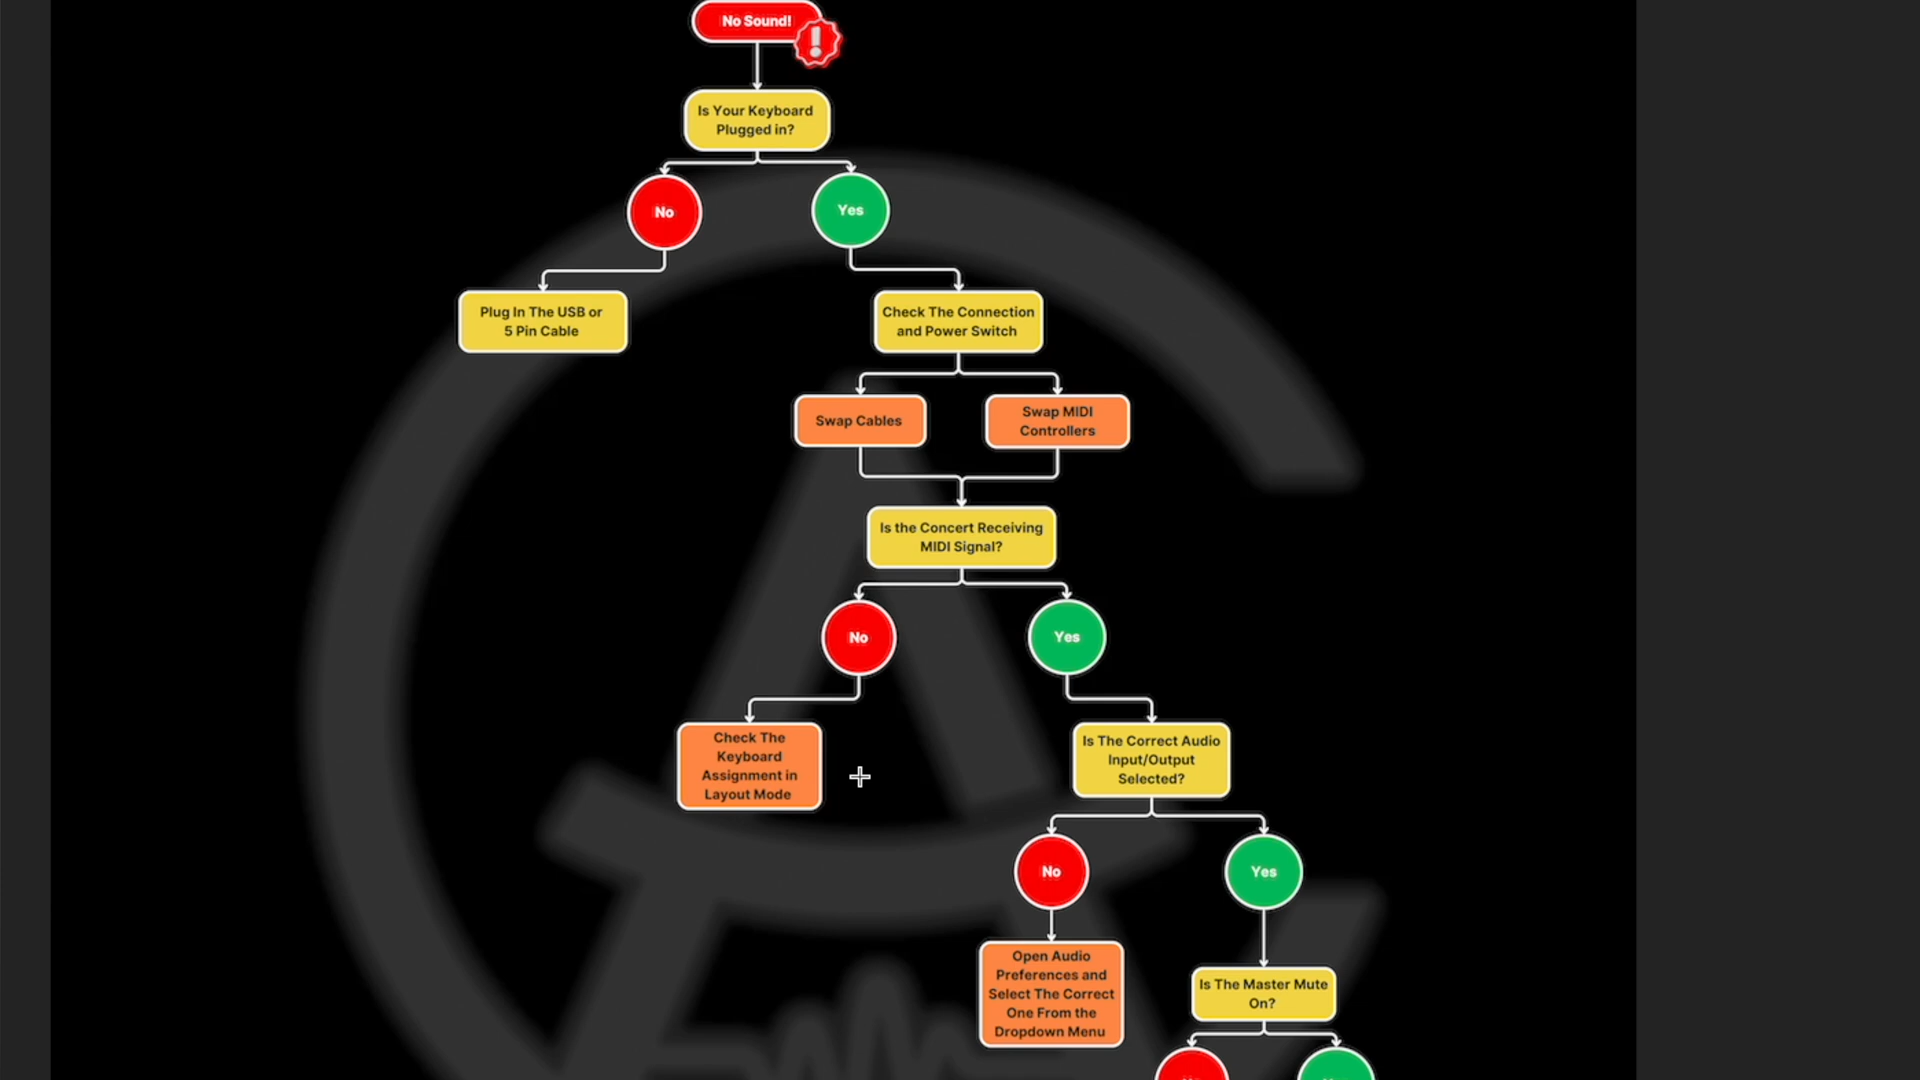 No Sound!
Is Your Keyboard
Plugged in?
No
Yes
Plug In The USB or
5 Pin Cable
Check The Connection
and Power Switch
Swap Cables
Swap MIDI
Controllers
Is the Concert Receiving
MIDI Signal?
No
Yes
Check The
Keyboard
Assignment in
Layout Mode
Is The Correct Audio
Input/Output
Selected?
No
Yes
Open Audio
Preferences and
Select The Correct
One From the
Dropdown Menu
Is The Master Mute
On?